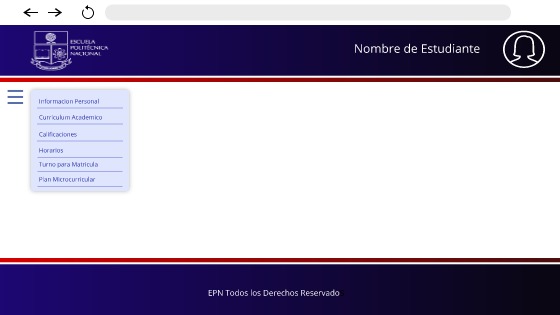 ESCUELA
POLITÉCNICA
NACIONAL
Nombre de Estudiante
Informacion Personal
Curriculum Academico
Calificaciones
Horarios
Turno para Matricula
Plan Microcurricular
EPN Todos los Derechos Reservado